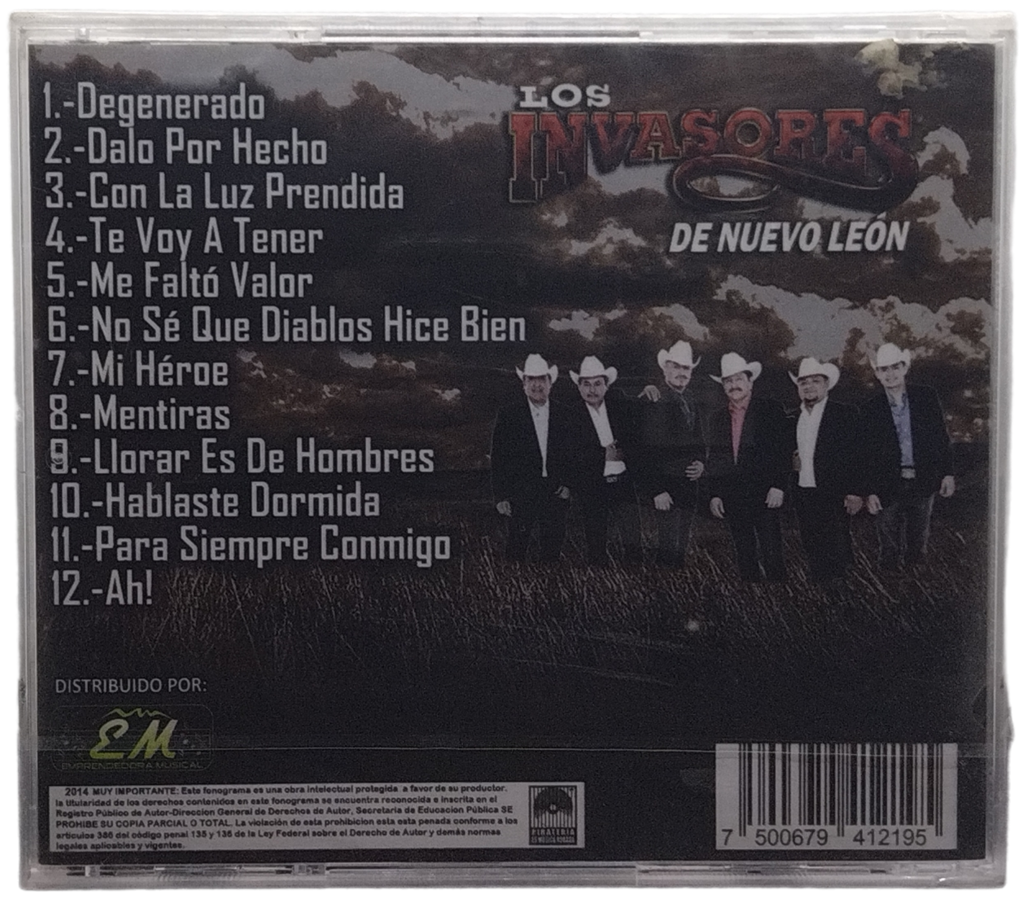 1.-Degenerado
2.-Dalo Por Hecho
3.-Con La Luz Prendida
4.-Te Voy A Tener
5.-Me Faltó Valor
6.-No Sé Que Diablos Hice Bien
7.-Mi Héroe
8.-Mentiras
9.-Llorar Es De Hombres
10.-Hablaste Dormida
11.-Para Siempre Conmigo
12.-Ah!
LOS
INVASORES
DE NUEVO LEÓN
DISTRIBUIDO POR:
EM
EMPRENDEDORA MUSICAL
2014 MUY IMPORTANTE: Este fonograma es una obra intelectual protegida a favor de su productor.
la titularidad de los derechos contenidos en este fonograma se encuentra reconocida e inscrita en el
Registro Público de Autor-Direccion General de Derechos de Autor, Secretaría de Educación Pública SE
PROHIBE SU COPIA PARCIAL O TOTAL. La violación de esta prohibicion esta esta penada conforme a los
artículos 386 del código penal 135 y 136 de la Ley Federal sobre el Derecho de Autor y demás normas
legales aplicables y vigentes.
PIRATERIA
7 500679 412195